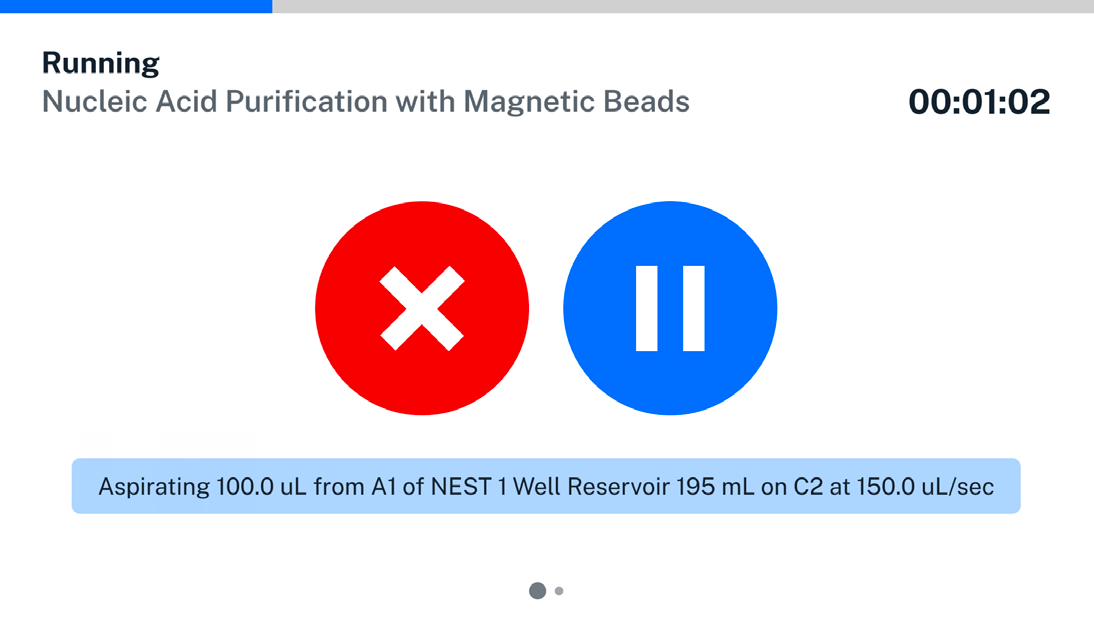 Running
Nucleic Acid Purification with Magnetic Beads
00:01:02
Aspirating 100.0 uL from A1 of NEST 1 Well Reservoir 195 mL on C2 at 150.0 uL/sec